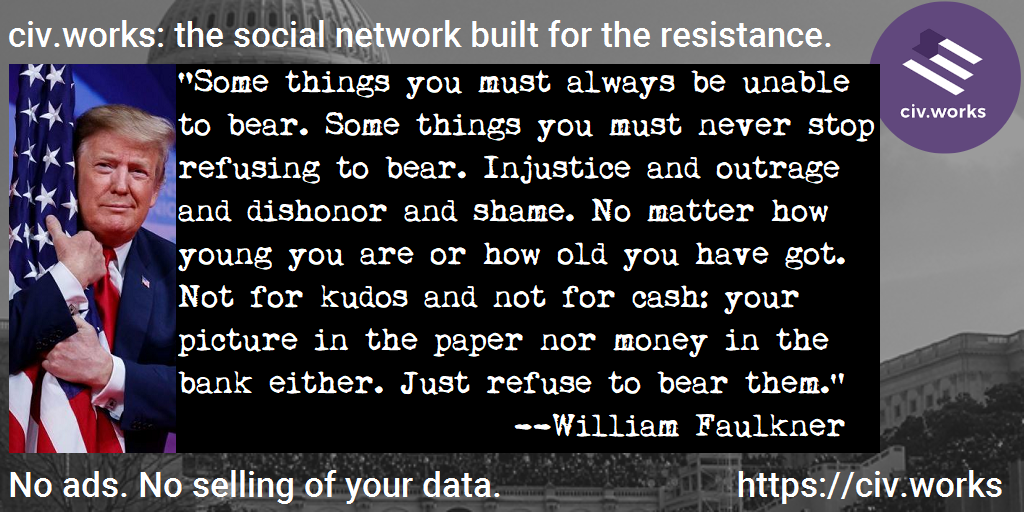 civ.works: the social network built for the resistance.
civ.works
"Some things you must always be unable
to bear. Some things you must never stop
refusing to bear. Injustice and outrage
and dishonor and shame. No matter how
young you are or how old you have got.
Not for kudos and not for cash: your
picture in the paper nor money in the
bank either. Just refuse to bear them."
--William Faulkner
No ads. No selling of your data.
https://civ.works